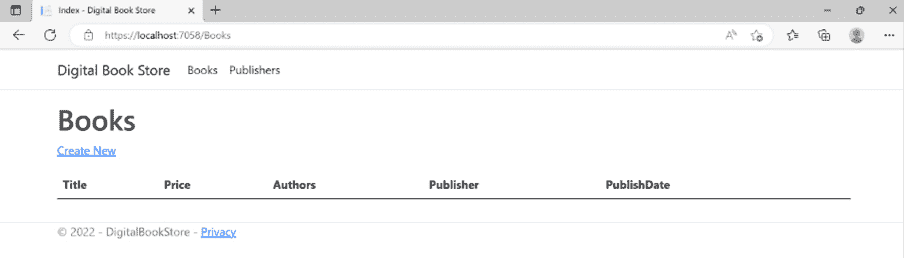 Index - Digital Book Store
https://localhost:7058/Books
Digital Book Store Books Publishers
Books
Create New
Title Price Authors Publisher PublishDate
© 2022 - DigitalBookStore - Privacy